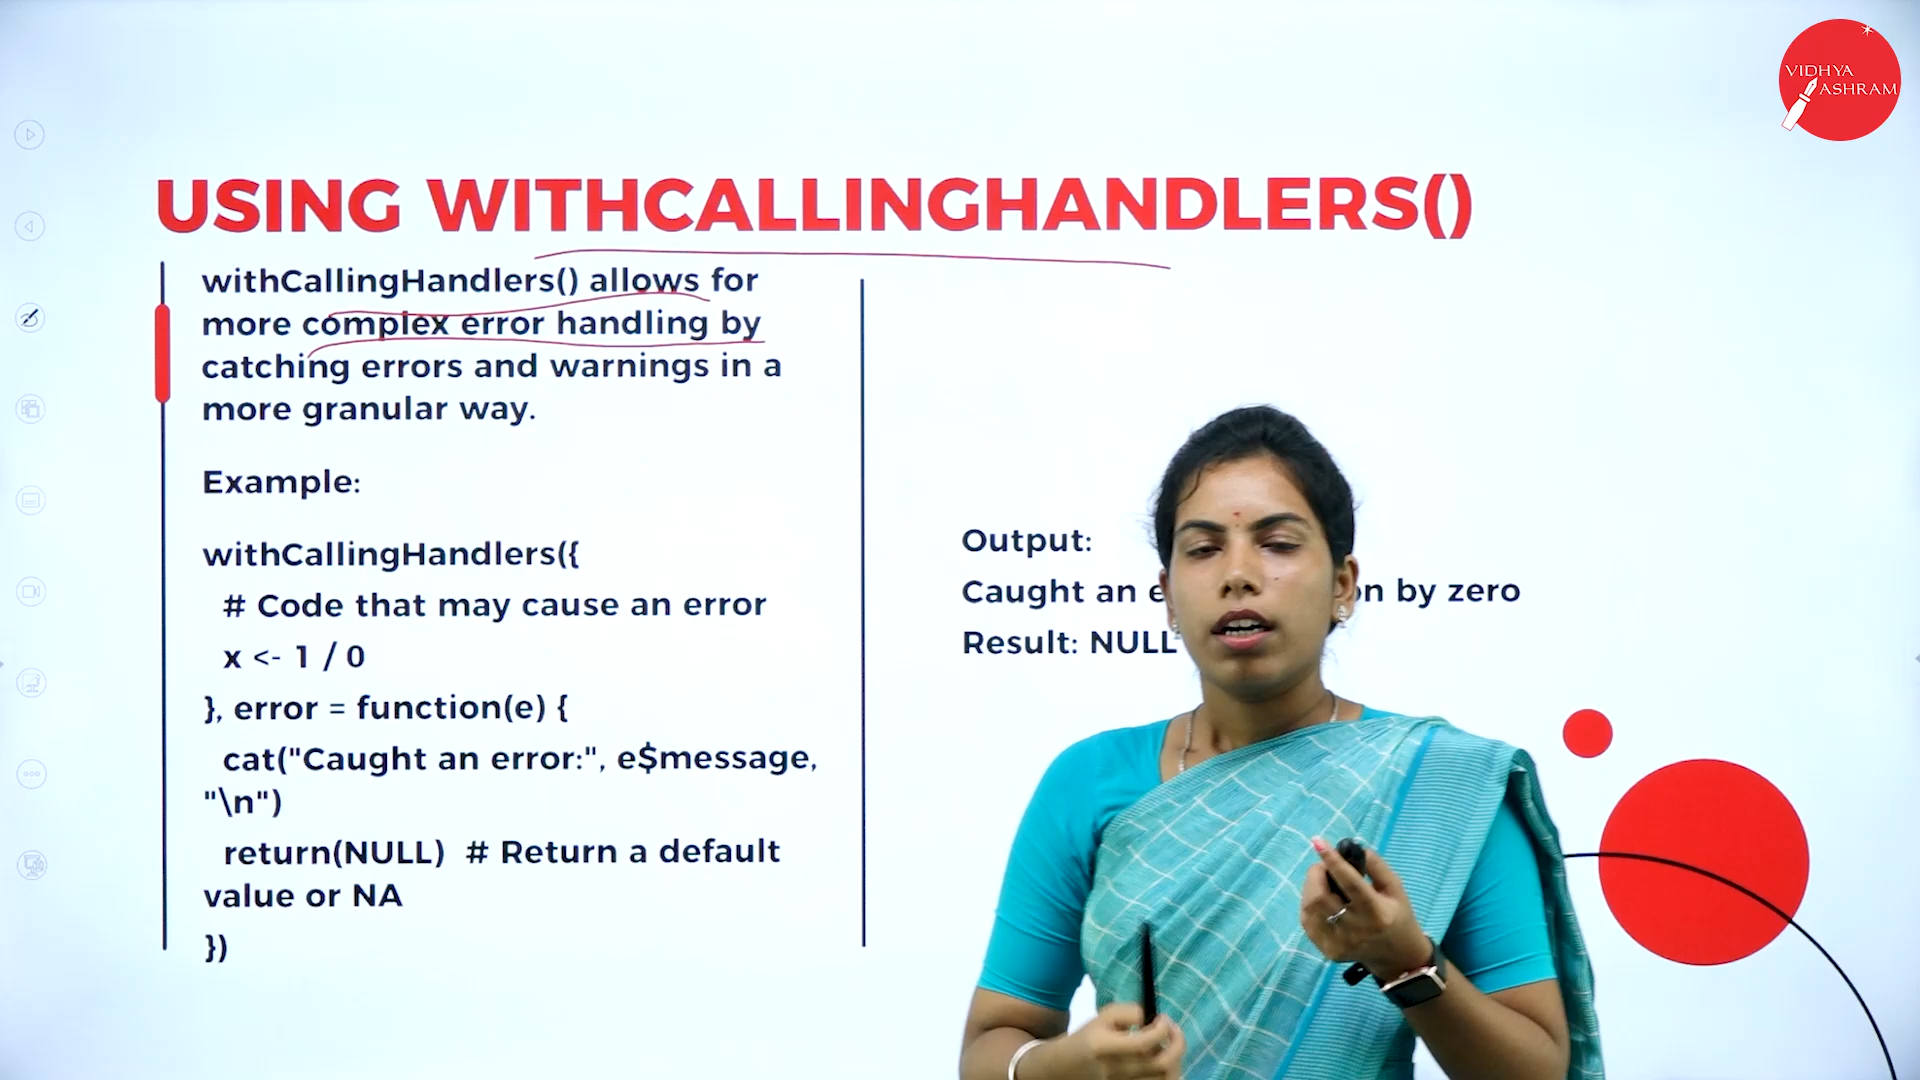 VIDHYA
ASHRAM
USING WITHCALLINGHANDLERS()
withCallingHandlers() allows for
more complex error handling by
catching errors and warnings in a
more granular way.
Example:
withCallingHandlers({
# Code that may cause an error
x <- 1 / 0
}, error = function(e) {
cat("Caught an error:", e$message,
"\n")
return(NULL) # Return a default
value or NA
})
Output:
Caught an by zero
Result: NULL